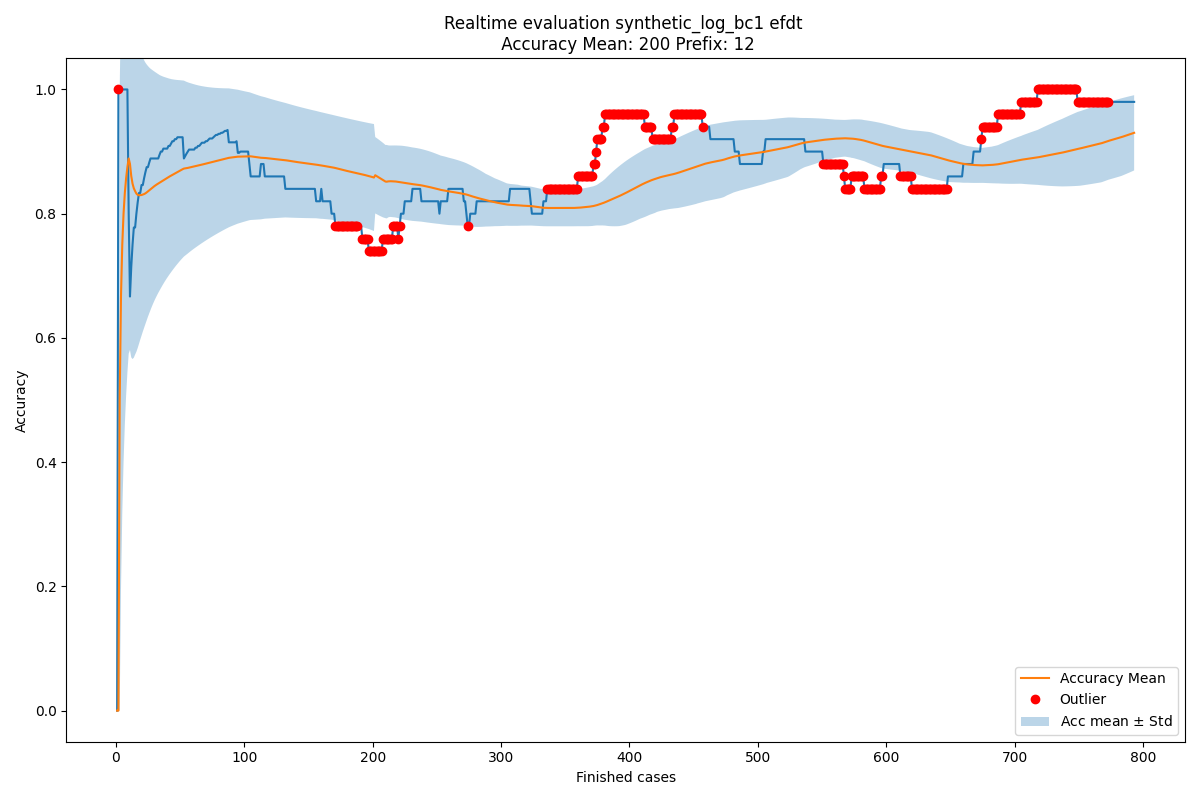 Realtime evaluation synthetic_log_bc1 efdt
Accuracy Mean: 200 Prefix: 12
1.0
0.8
0.6
0.4
0.2
0.0
Accuracy
Accuracy Mean
Outlier
Acc mean ± Std
0 100 200 300 400 500 600 700 800
Finished cases